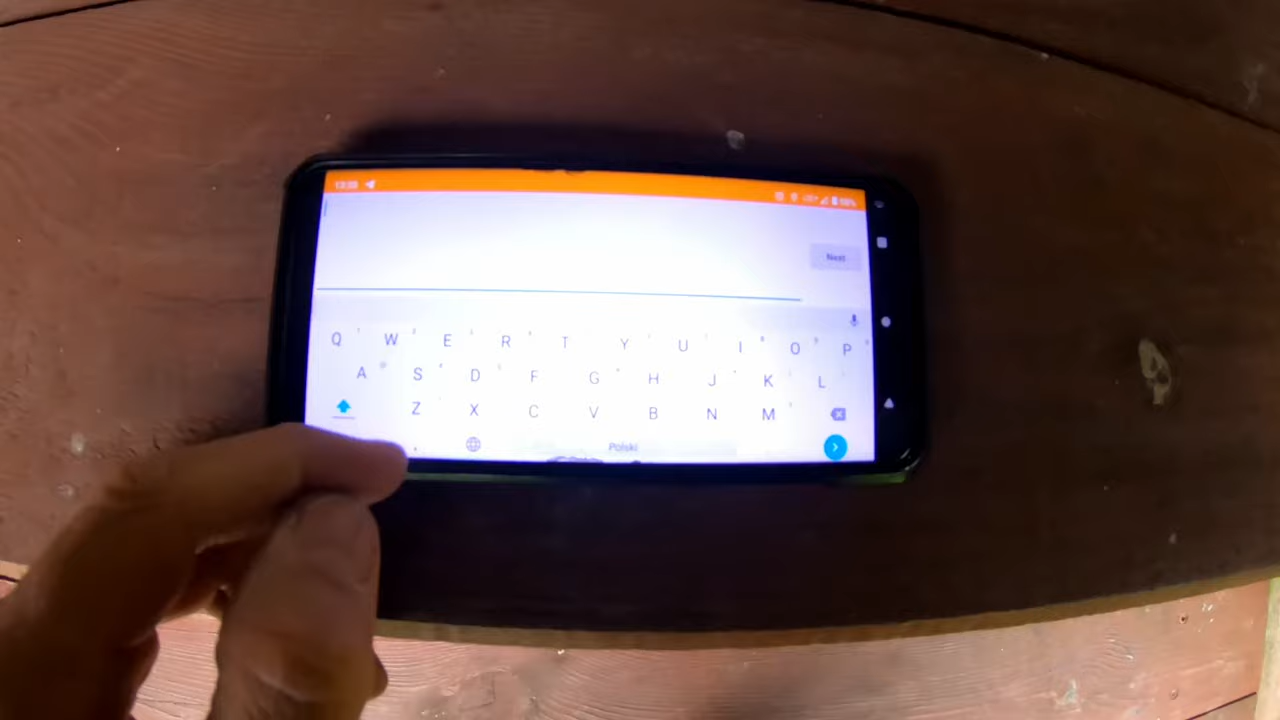 Next
Q W E R T Y U I O P
A S D F G H J K L
Z X C V B N M
Polski